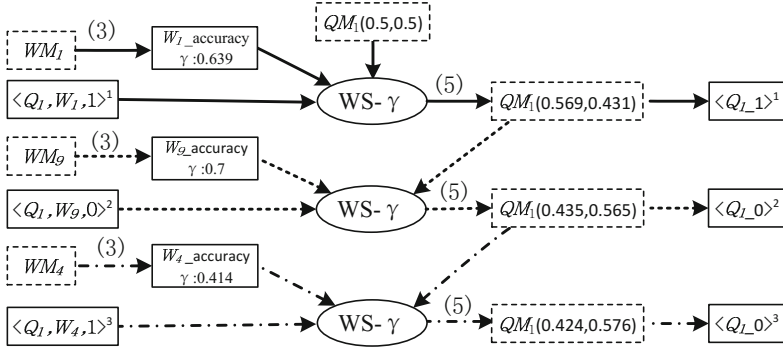 QM₁(0.5,0.5)
WM₁ (3) W₁_accuracy
γ :0.639
<Q₁,W₁,1>¹ WS- γ (5) QM₁(0.569,0.431) <Q₁_1>¹
WM₉ (3) W₉_accuracy
γ :0.7
<Q₁,W₉,0>² WS- γ (5) QM₁(0.435,0.565) <Q₁_0>²
WM₄ (3) W₄_accuracy
γ :0.414
<Q₁,W₄,1>³ WS- γ (5) QM₁(0.424,0.576) <Q₁_0>³